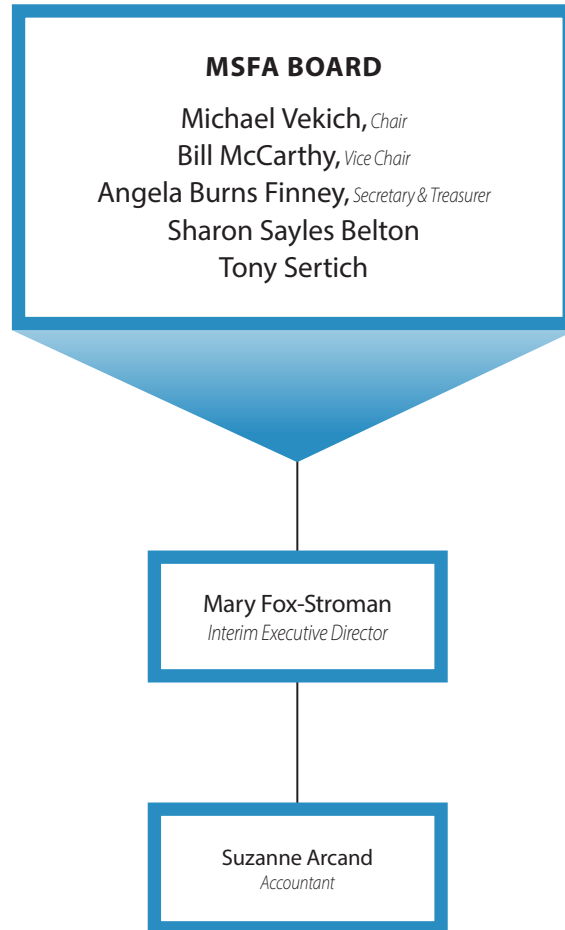 MSFA BOARD
Michael Vekich, Chair
Bill McCarthy, Vice Chair
Angela Burns Finney, Secretary & Treasurer
Sharon Sayles Belton
Tony Sertich
Mary Fox-Stroman
Interim Executive Director
Suzanne Arcand
Accountant